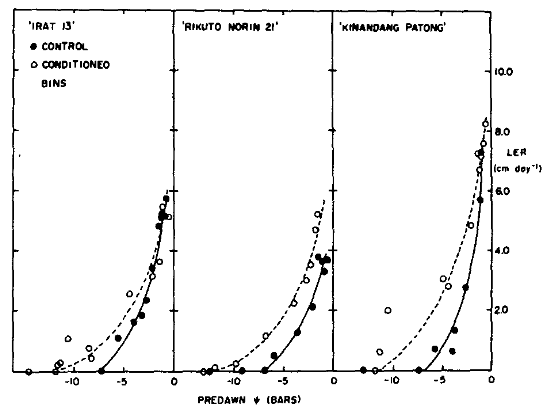 'IRAT 13'
'RIKUTO NORIN 21'
'KINANDANG PATONG'
● CONTROL
○ CONDITIONED
BINS
10.0
8.0
LER
(cm day⁻¹)
6.0
4.0
2.0
-10 -5 0 -10 -5 0 -10 -5 0
PREDAWN ψ (BARS)